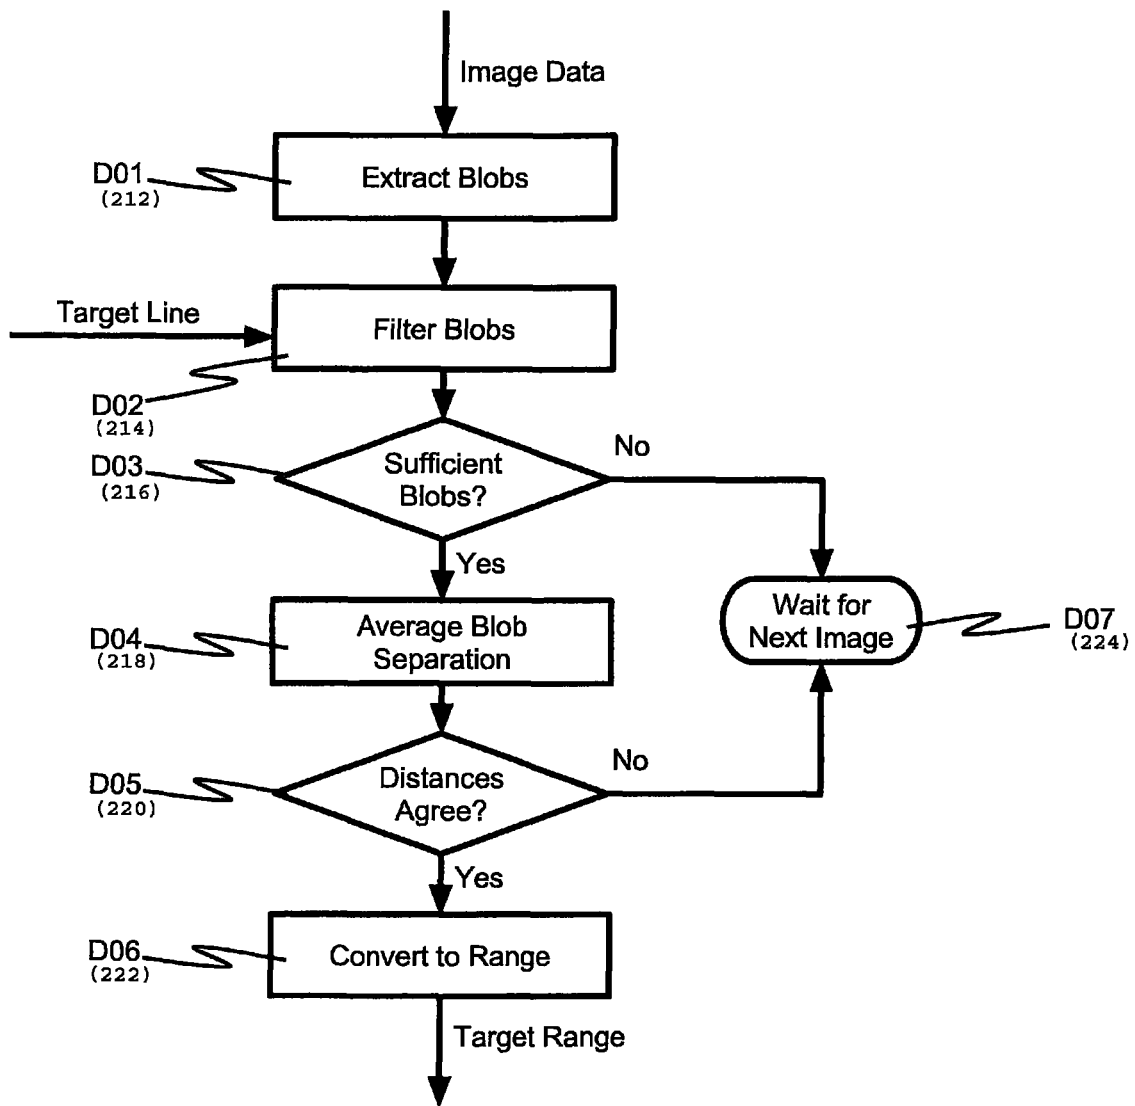 Image Data
D01
(212)
Extract Blobs
Target Line
Filter Blobs
D02
(214)
D03
(216)
Sufficient
Blobs?
No
Yes
Wait for
Next Image
D07
(224)
D04
(218)
Average Blob
Separation
D05
(220)
Distances
Agree?
No
Yes
D06
(222)
Convert to Range
Target Range